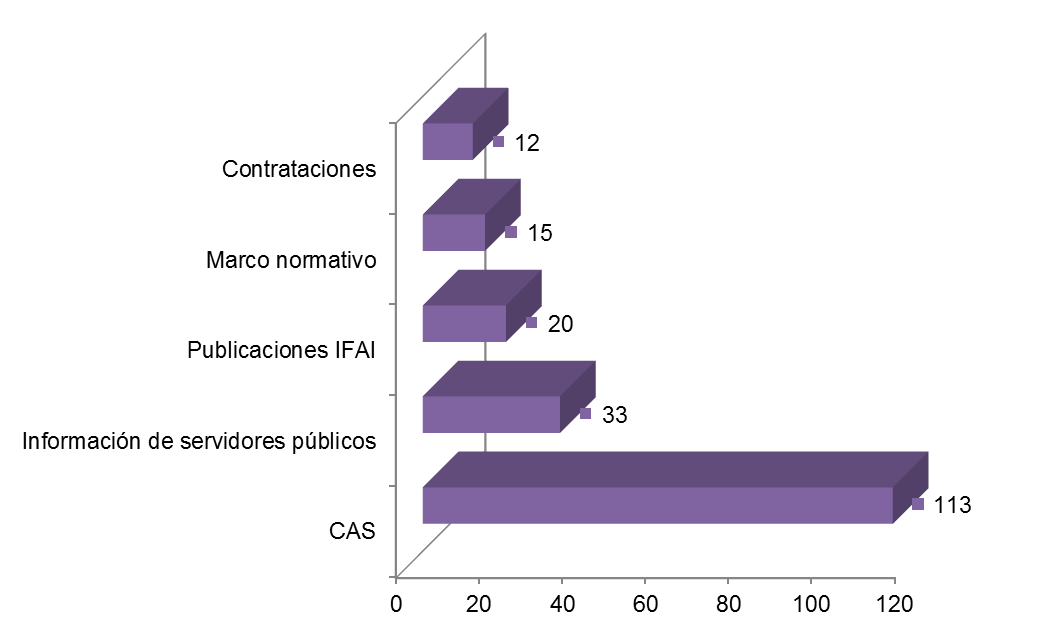 12
Contrataciones
15
Marco normativo
20
Publicaciones IFAI
33
Información de servidores públicos
113
CAS
0 20 40 60 80 100 120